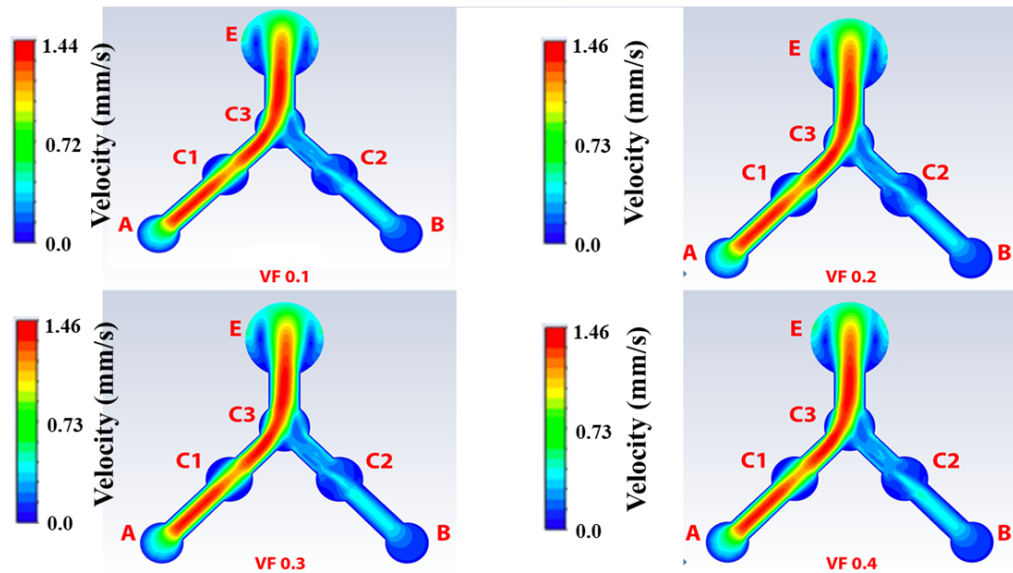 1.44
0.72
0.0
Velocity (mm/s)
E
C3
C1
C2
A
B
VF 0.1
1.46
0.73
0.0
Velocity (mm/s)
E
C3
C1
C2
A
B
VF 0.2
1.46
0.73
0.0
Velocity (mm/s)
E
C3
C1
C2
A
B
VF 0.3
1.46
0.73
0.0
Velocity (mm/s)
E
C3
C1
C2
A
B
VF 0.4